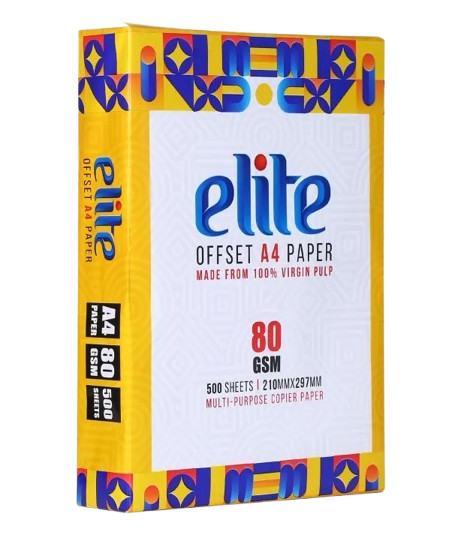 elite
OFFSET A4 PAPER
MADE FROM 100% VIRGIN PULP
80
GSM
500 SHEETS | 210MMX297MM
MULTI-PURPOSE COPIER PAPER
elite
OFFSET A4 PAPER
A4
PAPER
80
GSM
500
SHEETS